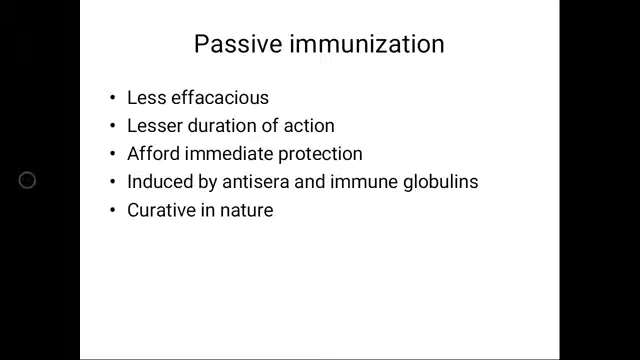 Passive immunization
• Less effacacious
• Lesser duration of action
• Afford immediate protection
• Induced by antisera and immune globulins
• Curative in nature